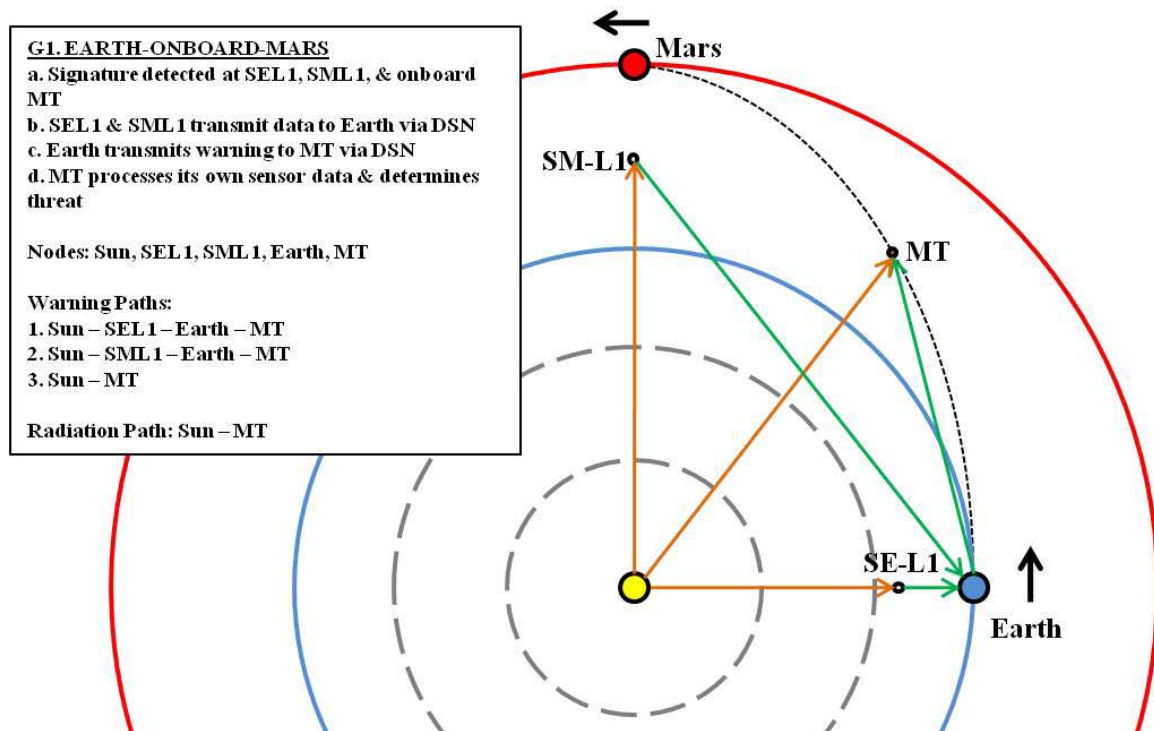 G1. EARTH-ONBOARD-MARS
a. Signature detected at SEL1, SML1, & onboard
MT
b. SEL1 & SML1 transmit data to Earth via DSN
c. Earth transmits warning to MT via DSN
d. MT processes its own sensor data & determines
threat
Nodes: Sun, SEL1, SML1, Earth, MT
Warning Paths:
1. Sun – SEL1 – Earth – MT
2. Sun – SML1 – Earth – MT
3. Sun – MT
Radiation Path: Sun – MT
Mars
SM-L1
MT
SE-L1
Earth